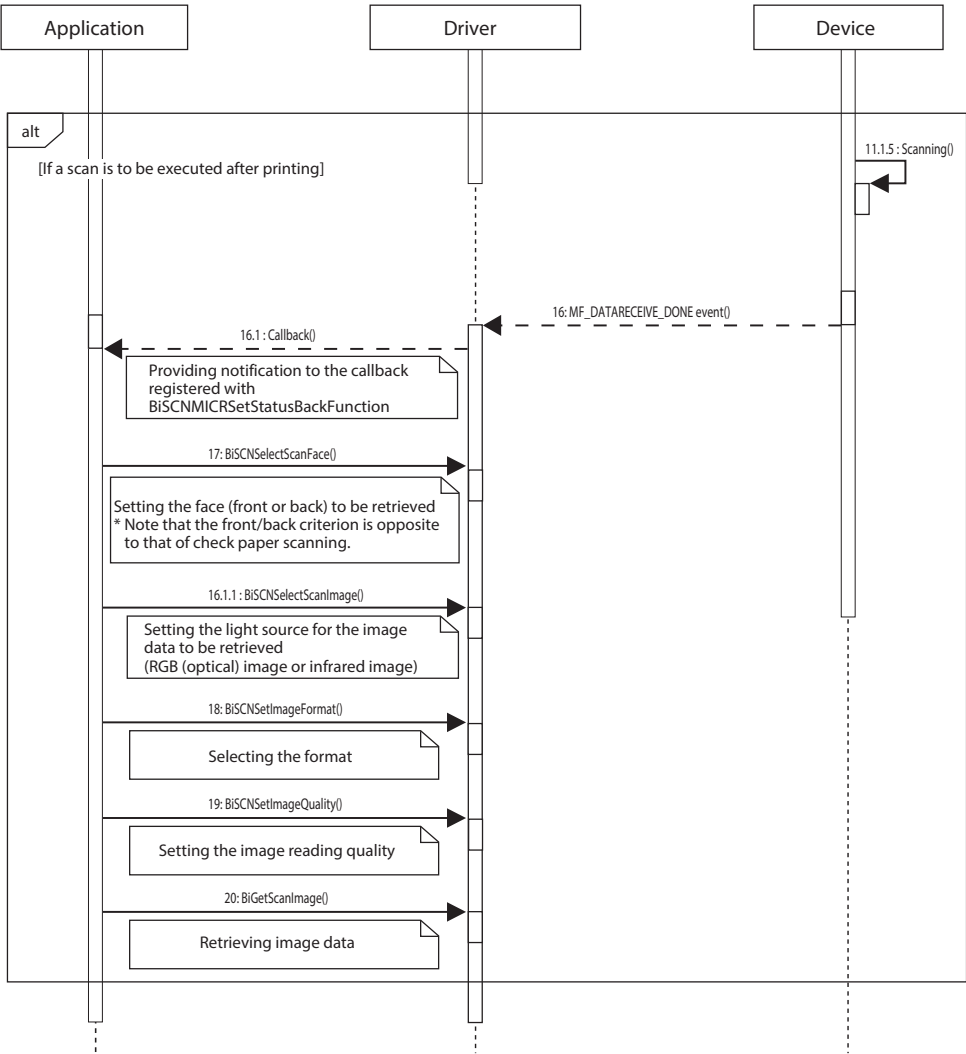 Application
Driver
Device
alt
[If a scan is to be executed after printing]
11.1.5 : Scanning()
16: MF_DATARECEIVE_DONE event()
16.1 : Callback()
Providing notification to the callback
registered with
BiSCNMICRSetStatusBackFunction
17: BiSCNSelectScanFace()
Setting the face (front or back) to be retrieved
* Note that the front/back criterion is opposite
to that of check paper scanning.
16.1.1 : BiSCNSelectScanImage()
Setting the light source for the image
data to be retrieved
(RGB (optical) image or infrared image)
18: BiSCNSetImageFormat()
Selecting the format
19: BiSCNSetImageQuality()
Setting the image reading quality
20: BiGetScanImage()
Retrieving image data